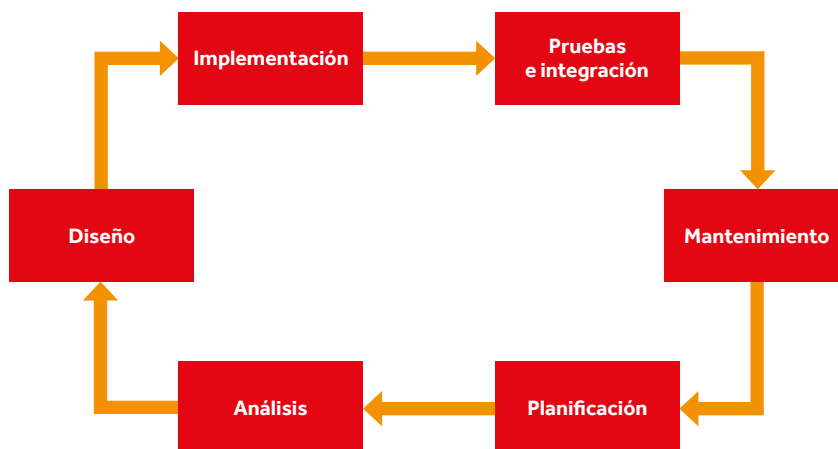 Implementación
Pruebas
e integración
Diseño
Mantenimiento
Análisis
Planificación